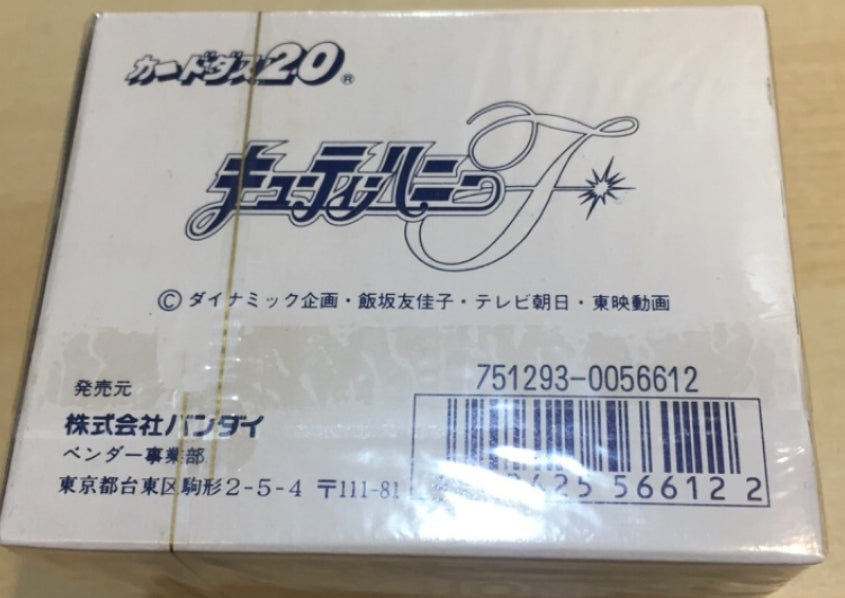 カードダス20®
キューティーハニーF
©ダイナミック企画・飯坂友佳子・テレビ朝日・東映動画
751293-0056612
発売元
株式会社バンダイ
ベンダー事業部
東京都台東区駒形2-5-4 〒111-81
566122